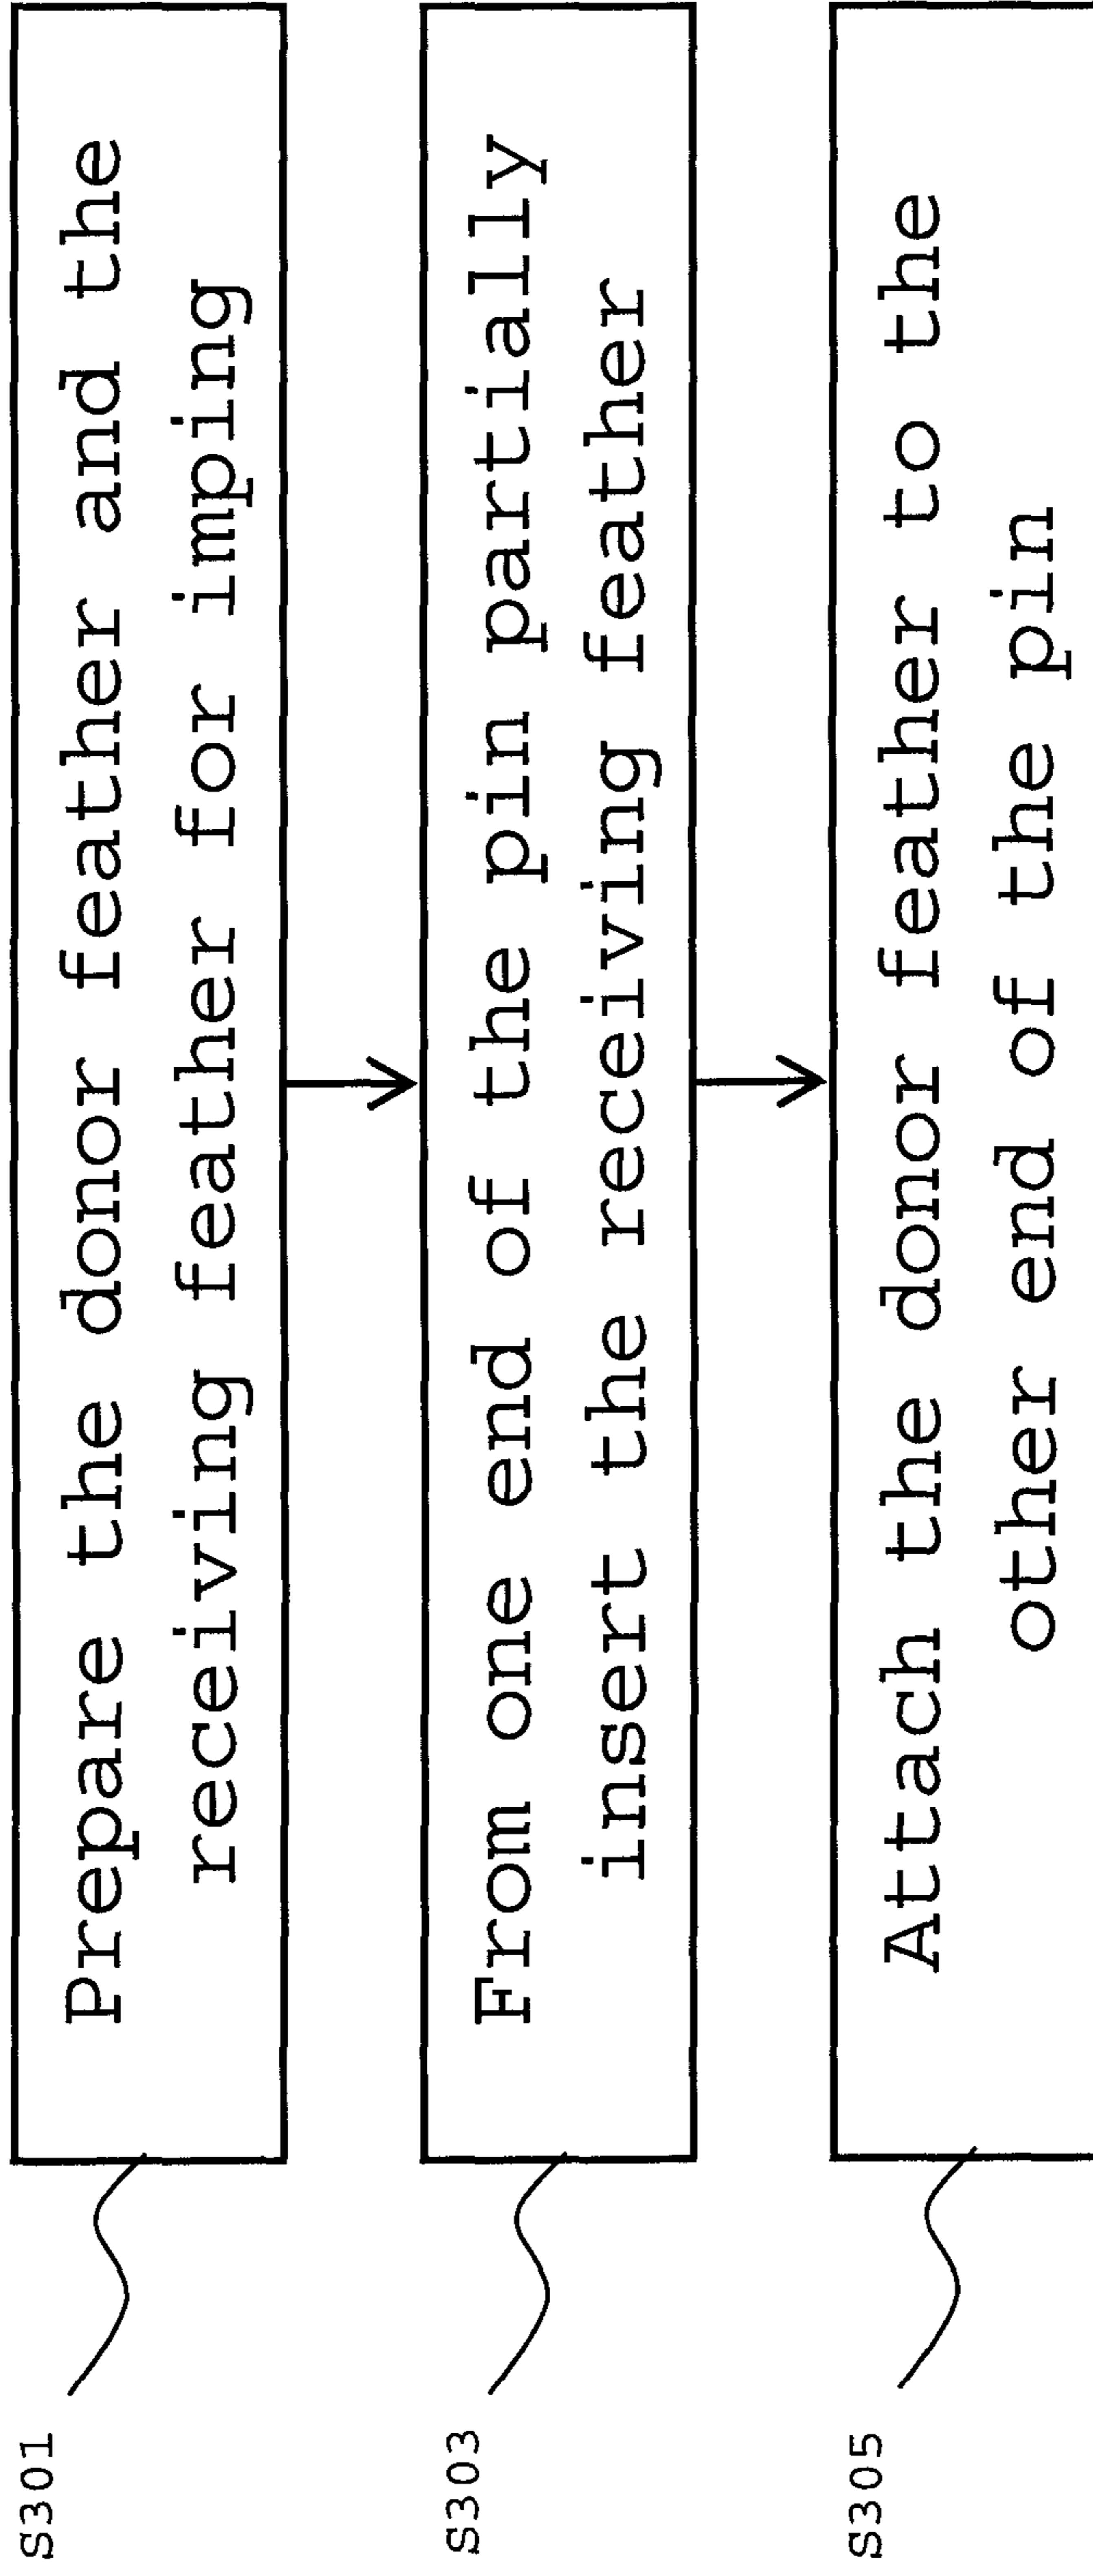 S301
Prepare the donor feather and the
receiving feather for imping
S303
From one end of the pin partially
insert the receiving feather
S305
Attach the donor feather to the
other end of the pin